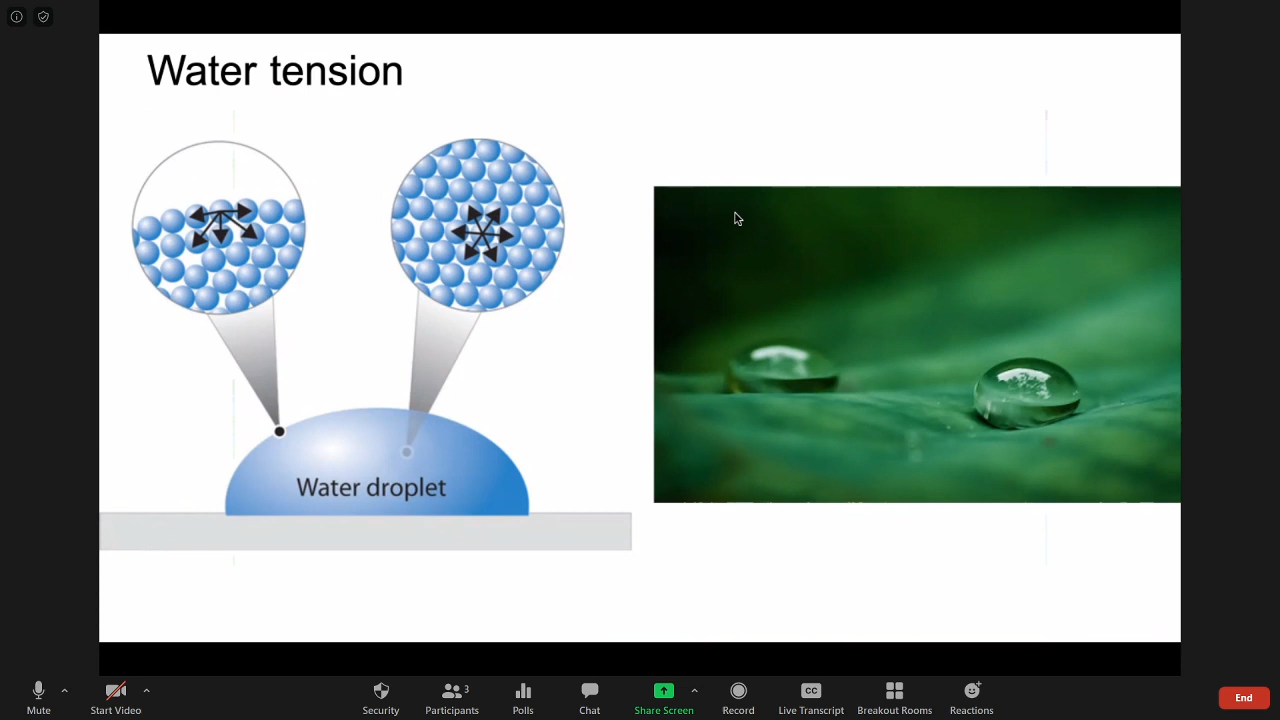 Water tension
Water droplet
Mute
Start Video
Security
Participants
3
Polls
Chat
Share Screen
Record
CC
Live Transcript
Breakout Rooms
Reactions
End